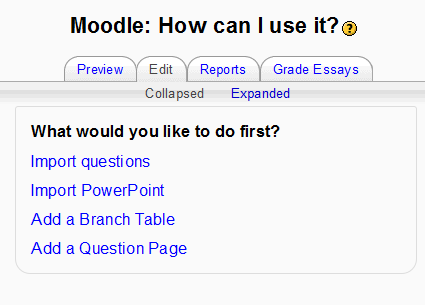 Moodle: How can I use it?
Preview Edit Reports Grade Essays
Collapsed Expanded
What would you like to do first?
Import questions
Import PowerPoint
Add a Branch Table
Add a Question Page